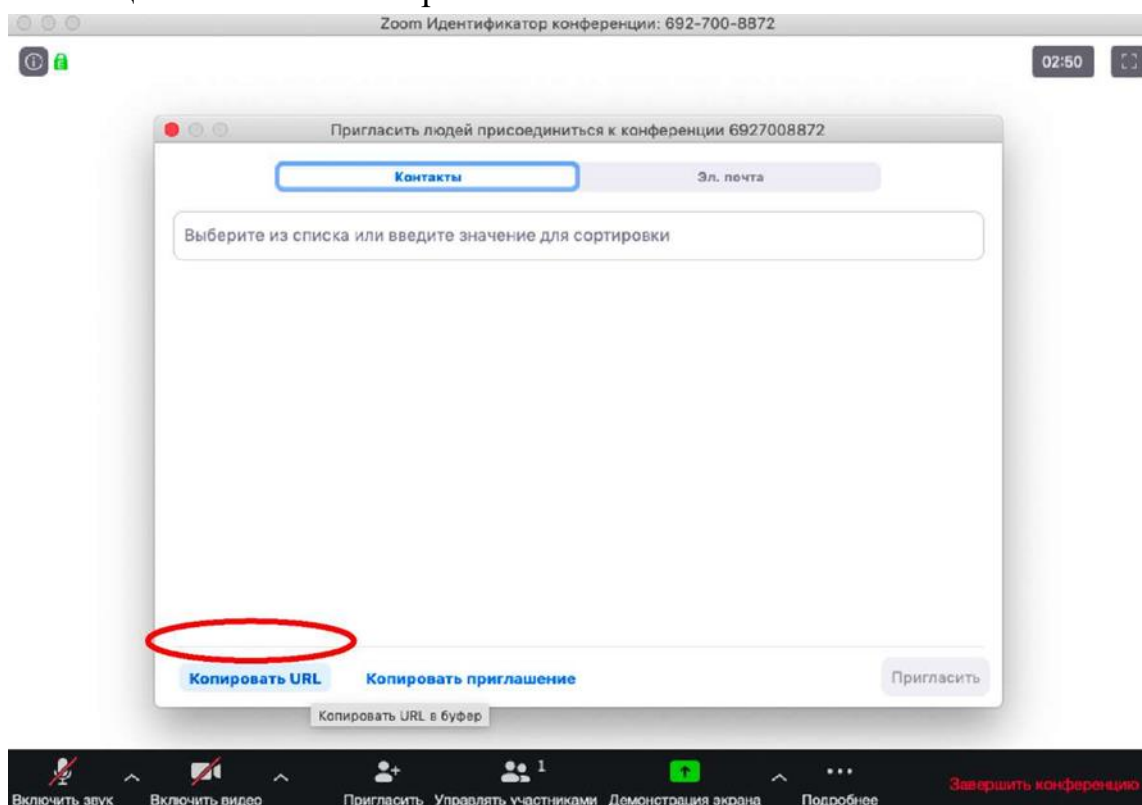 Zoom Идентификатор конференции: 692-700-8872
02:50
Пригласить людей присоединиться к конференции 6927008872
Контакты Эл. почта
Выберите из списка или введите значение для сортировки
Копировать URL Копировать приглашение Пригласить
Копировать URL в буфер
1
Включить звук Включить видео Пригласить Управлять участниками Демонстрация экрана Подробнее Завершить конференцию